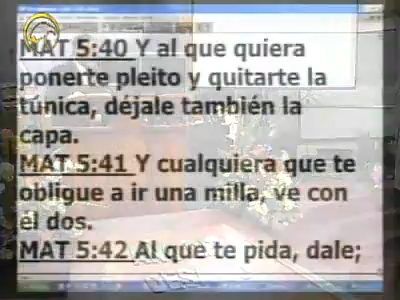 MAT 5:40 Y al que quiera
ponerte pleito y quitarte la
túnica, déjale también la
capa.
MAT 5:41 Y cualquiera que te
obligue a ir una milla, ve con
él dos.
MAT 5:42 Al que te pida, dale;